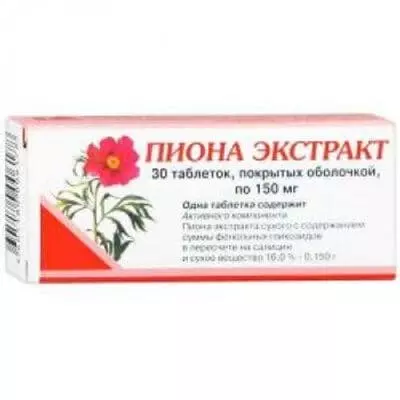 ПИОНА ЭКСТРАКТ
30 таблеток, покрытых оболочкой,
по 150 мг
Одна таблетка содержит
Активного компонента
Пиона экстракта сухого с содержанием
суммы фенольных гликозидов
в пересчете на салицин
и сухое вещество 16,0 % - 0,150 г